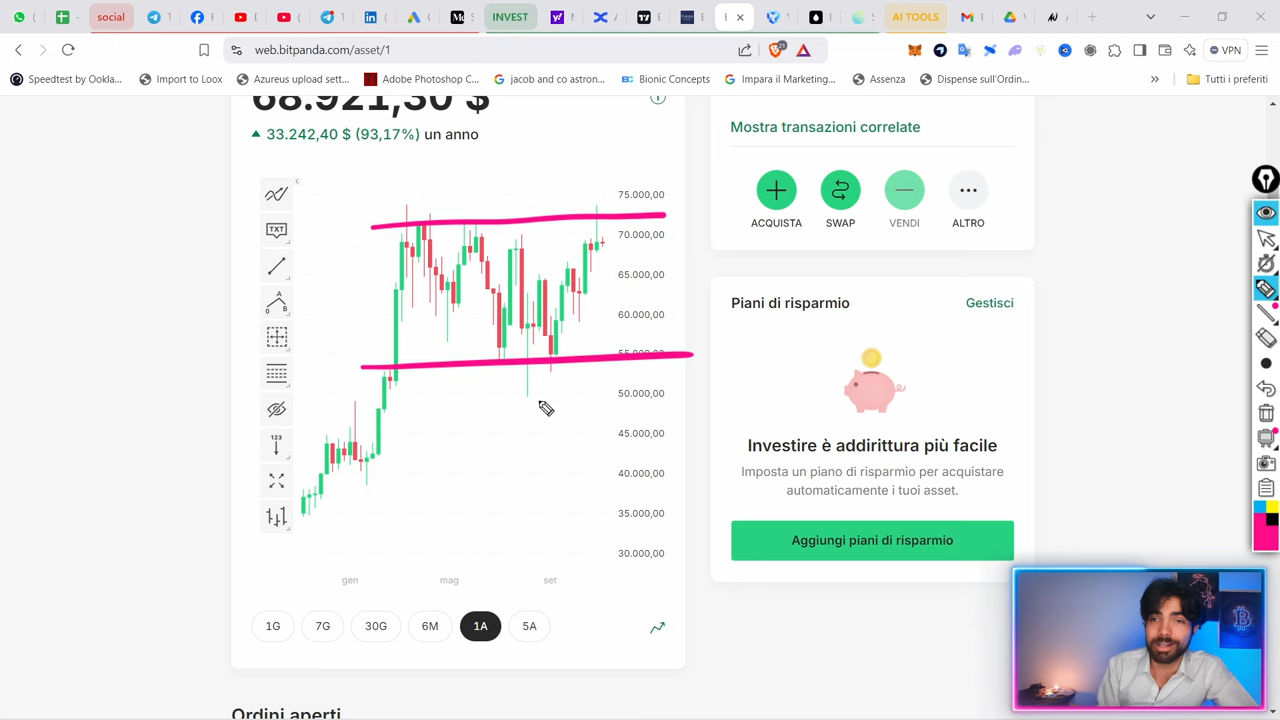 social
INVEST
AI TOOLS
web.bitpanda.com/asset/1
21
VPN
Speedtest by Ookla...
Import to Loox
Azureus upload sett...
Adobe Photoshop C...
jacob and co astron...
Bionic Concepts
Impara il Marketing...
Assenza
Dispense sull'Ordin...
»
Tutti i preferiti
68.921,30 $
33.242,40 $ (93,17%) un anno
TXT
75.000,00
70.000,00
65.000,00
60.000,00
55.000,00
50.000,00
45.000,00
40.000,00
35.000,00
30.000,00
A
0 B
123
gen mag set
1G 7G 30G 6M 1A 5A
Ordini aperti
Mostra transazioni correlate
ACQUISTA SWAP VENDI ALTRO
Piani di risparmio Gestisci
Investire è addirittura più facile
Imposta un piano di risparmio per acquistare
automaticamente i tuoi asset.
Aggiungi piani di risparmio